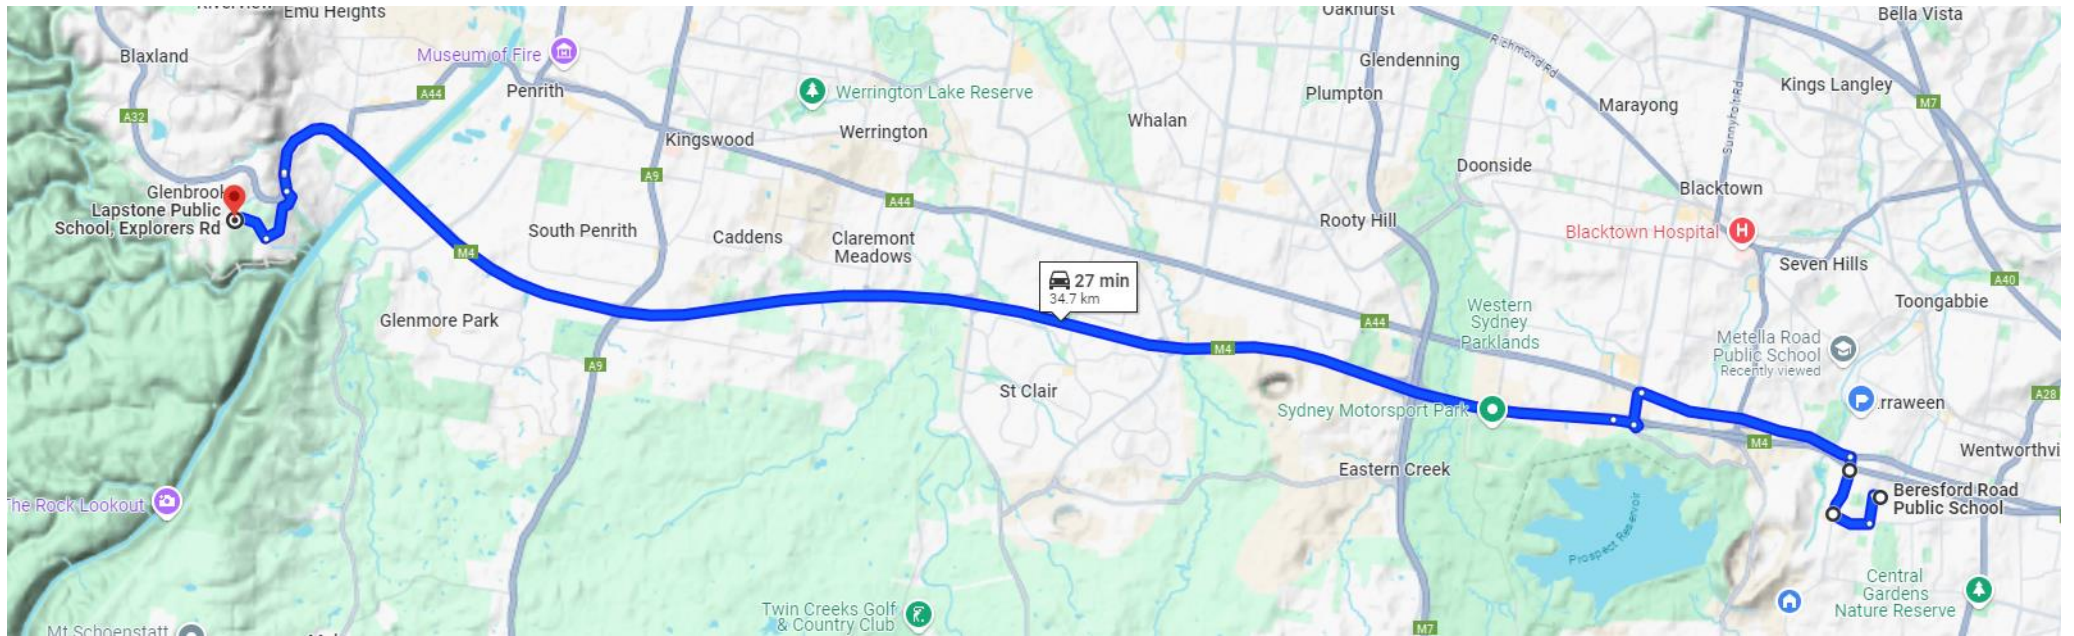 Emu Heights
Oakhurst
Bella Vista
Blaxland
Museum of Fire
Richmond Rd
Glendenning
A44
Penrith
Werrington Lake Reserve
Plumpton
Marayong
Kings Langley
M7
A32
Kingswood
Werrington
Whalan
Sunnyholt Rd
Doonside
A9
Glenbrook
Blacktown
A44
Lapstone Public
School, Explorers Rd
South Penrith
Caddens
Claremont
Meadows
Rooty Hill
Blacktown Hospital
M4
Seven Hills
27 min
34.7 km
A40
Toongabbie
Glenmore Park
A44
Western
Sydney
Parklands
Metella Road
Public School
Recently viewed
M4
A9
St Clair
Sydney Motorsport Park
rraween
A28
M4
Wentworthvi
Eastern Creek
The Rock Lookout
Prospect Reservoir
Beresford Road
Public School
Central
Gardens
Nature Reserve
Twin Creeks Golf
& Country Club
M7
Mt Schoenstatt